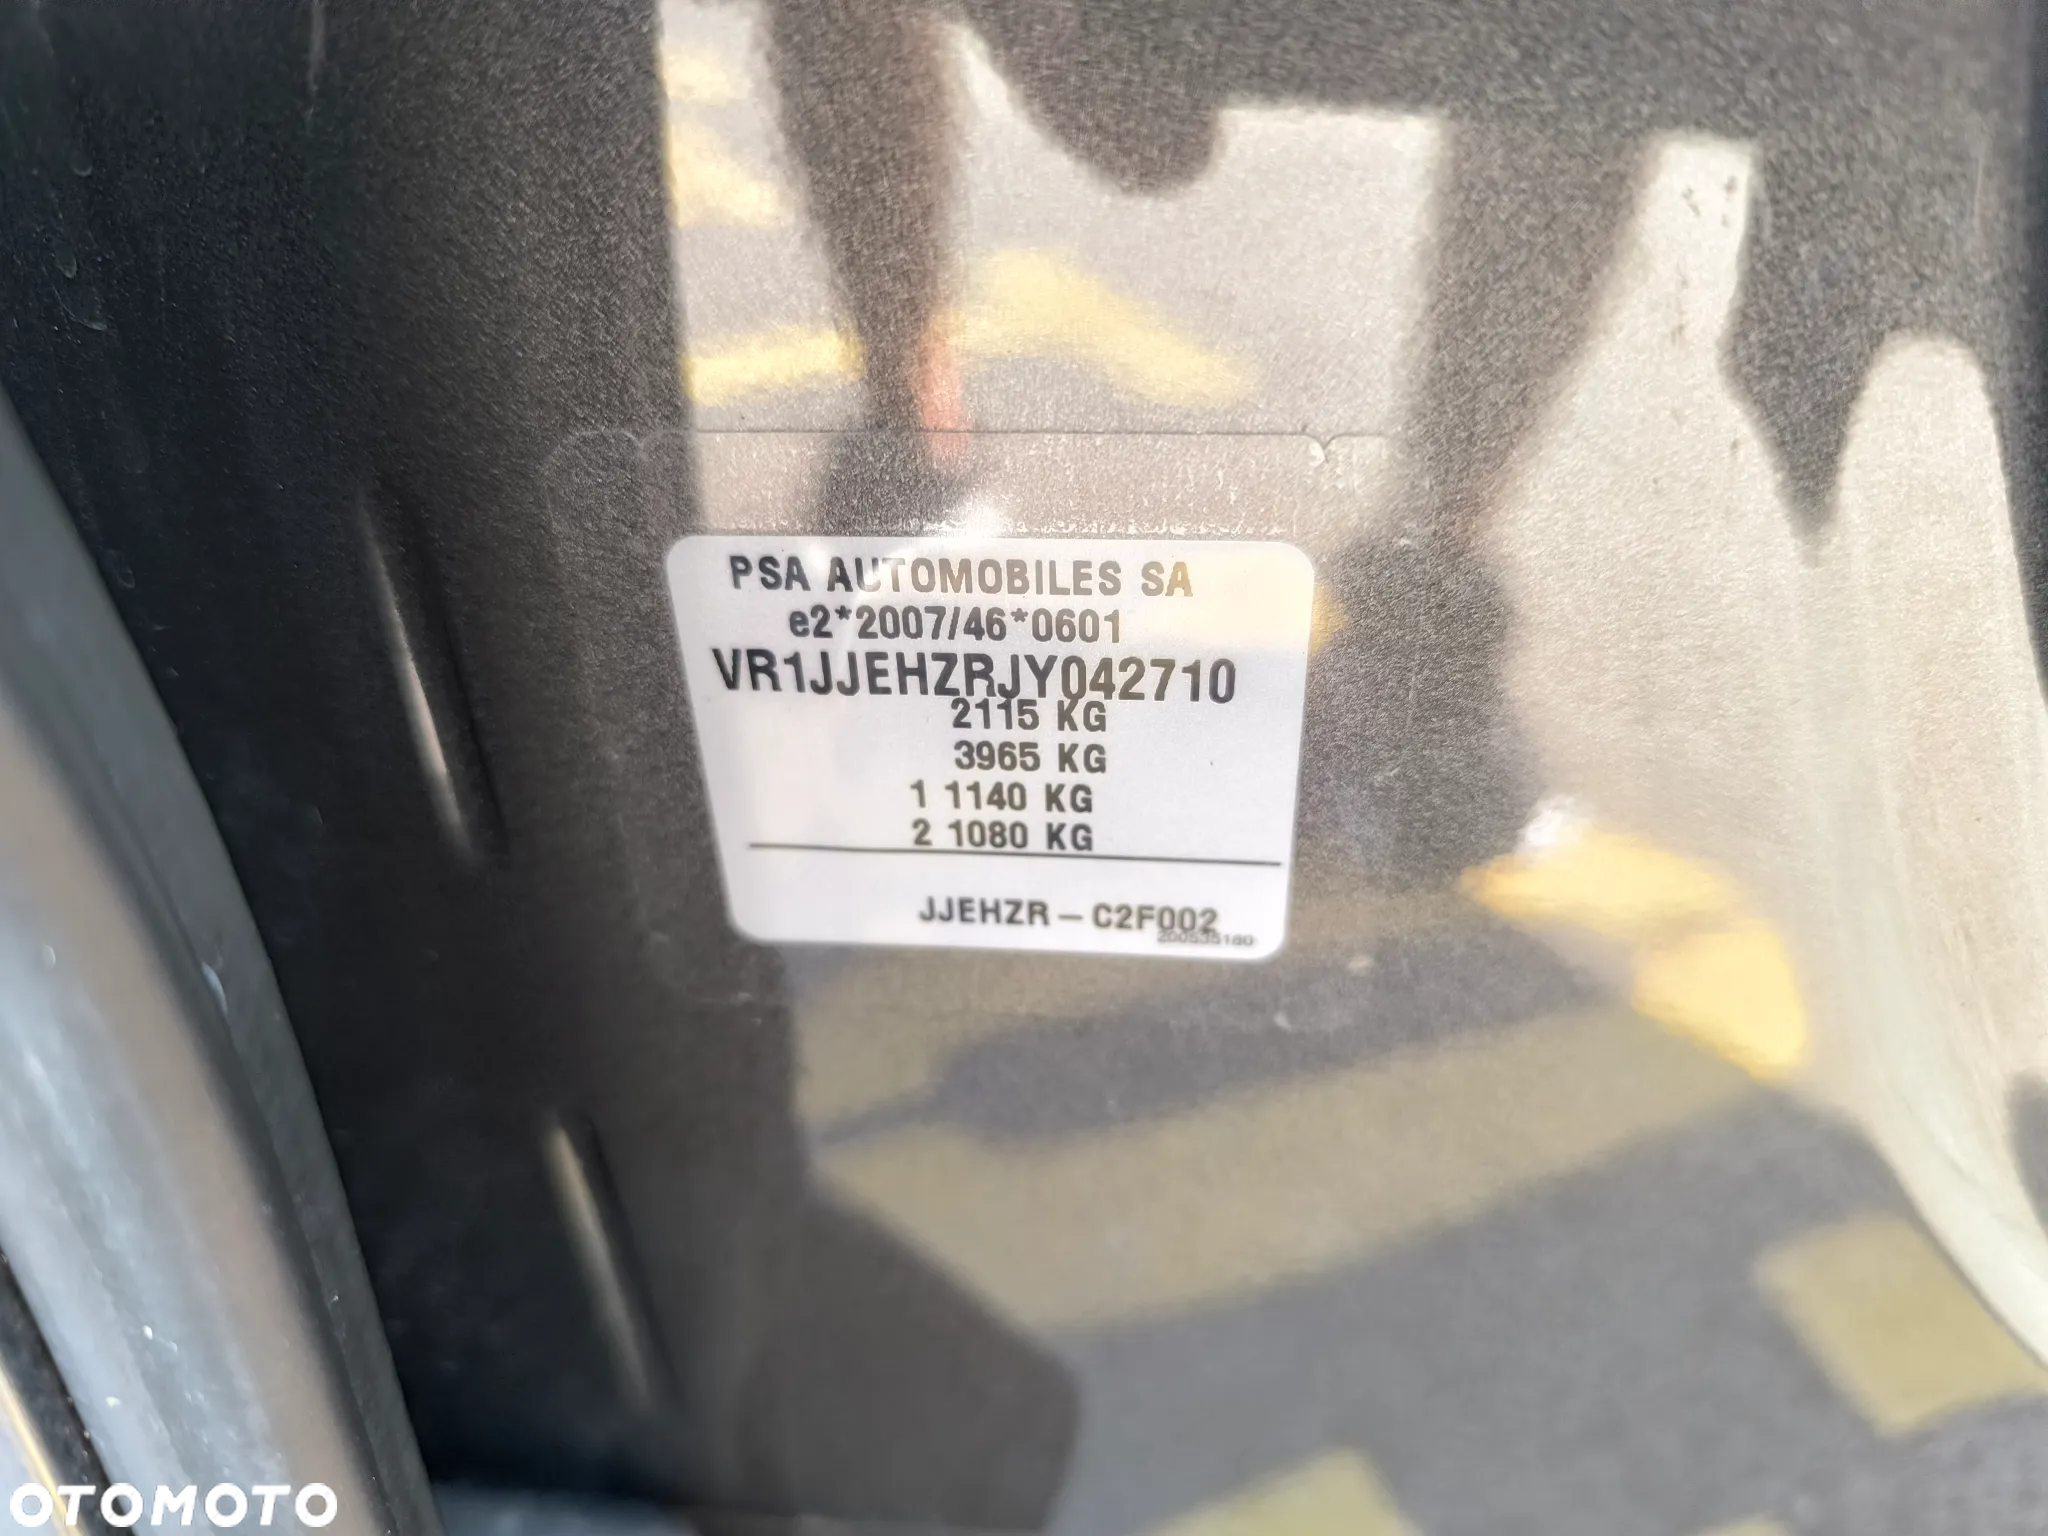 PSA AUTOMOBILES SA
e2*2007/46*0601
VR1JJEHZRJY042710
2115 KG
3965 KG
1 1140 KG
2 1080 KG
JJEHZR – C2F002
OTOMOTO